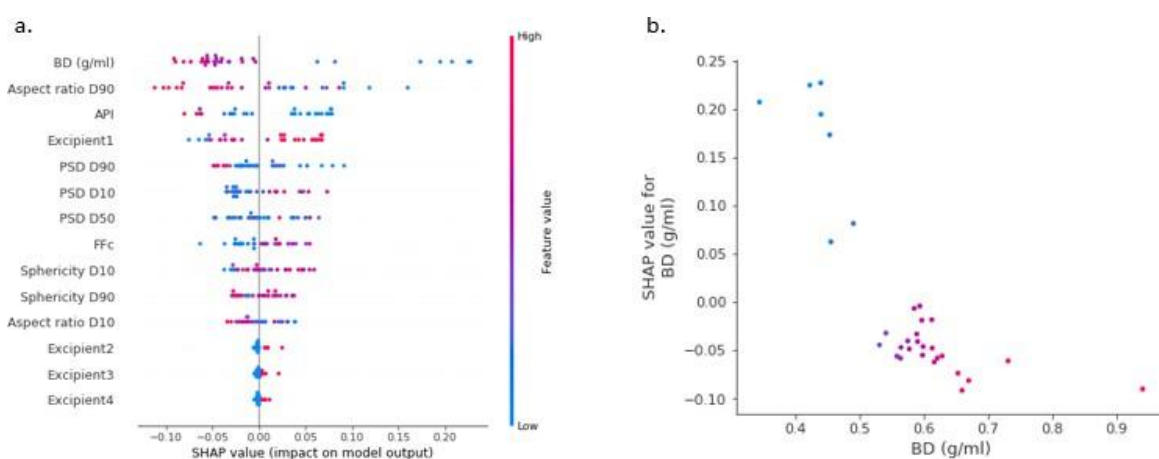 a.
BD (g/ml)
Aspect ratio D90
API
Excipient1
PSD D90
PSD D10
PSD D50
FFc
Sphericity D10
Sphericity D90
Aspect ratio D10
Excipient2
Excipient3
Excipient4
−0.10 −0.05 0.00 0.05 0.10 0.15 0.20
SHAP value (impact on model output)
High
Feature value
Low
b.
0.25
0.20
0.15
0.10
0.05
0.00
−0.05
−0.10
SHAP value for
BD (g/ml)
0.4 0.5 0.6 0.7 0.8 0.9
BD (g/ml)